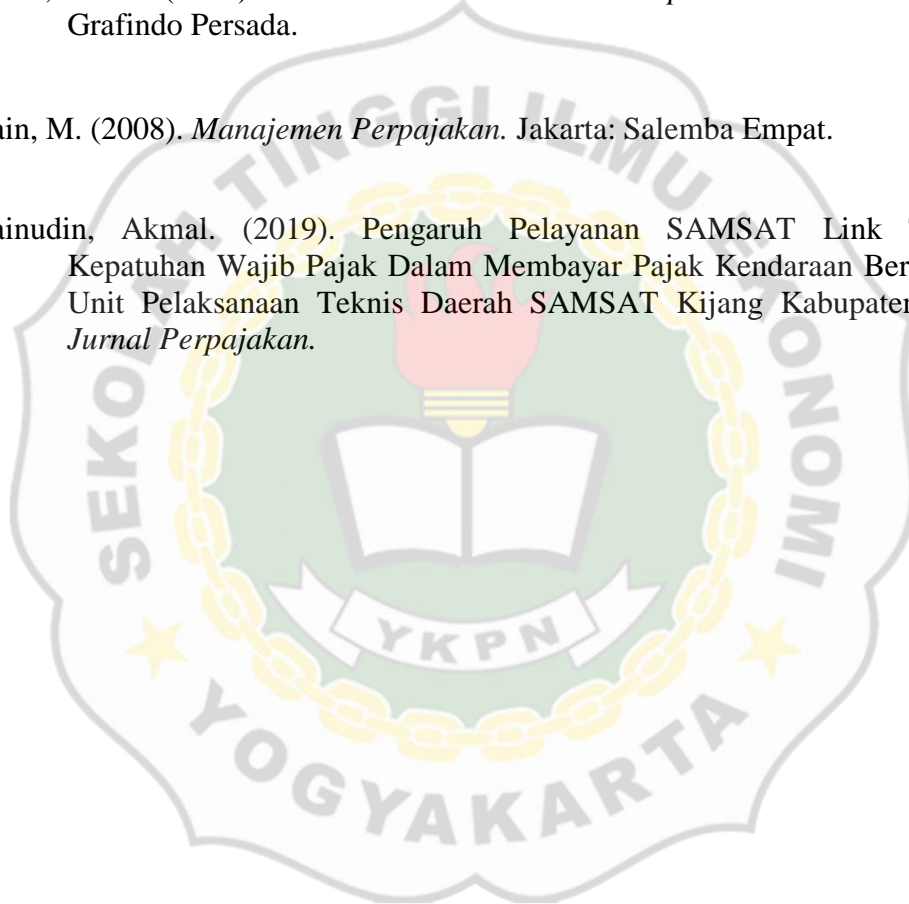 Grafindo Persada.
ain, M. (2008). Manajemen Perpajakan. Jakarta: Salemba Empat.
ainudin, Akmal. (2019). Pengaruh Pelayanan SAMSAT Link
Kepatuhan Wajib Pajak Dalam Membayar Pajak Kendaraan Ber
Unit Pelaksanaan Teknis Daerah SAMSAT Kijang Kabupaten
Jurnal Perpajakan.
SEKOLAH TINGGI ILMU EKONOMI
YKPN
YOGYAKARTA